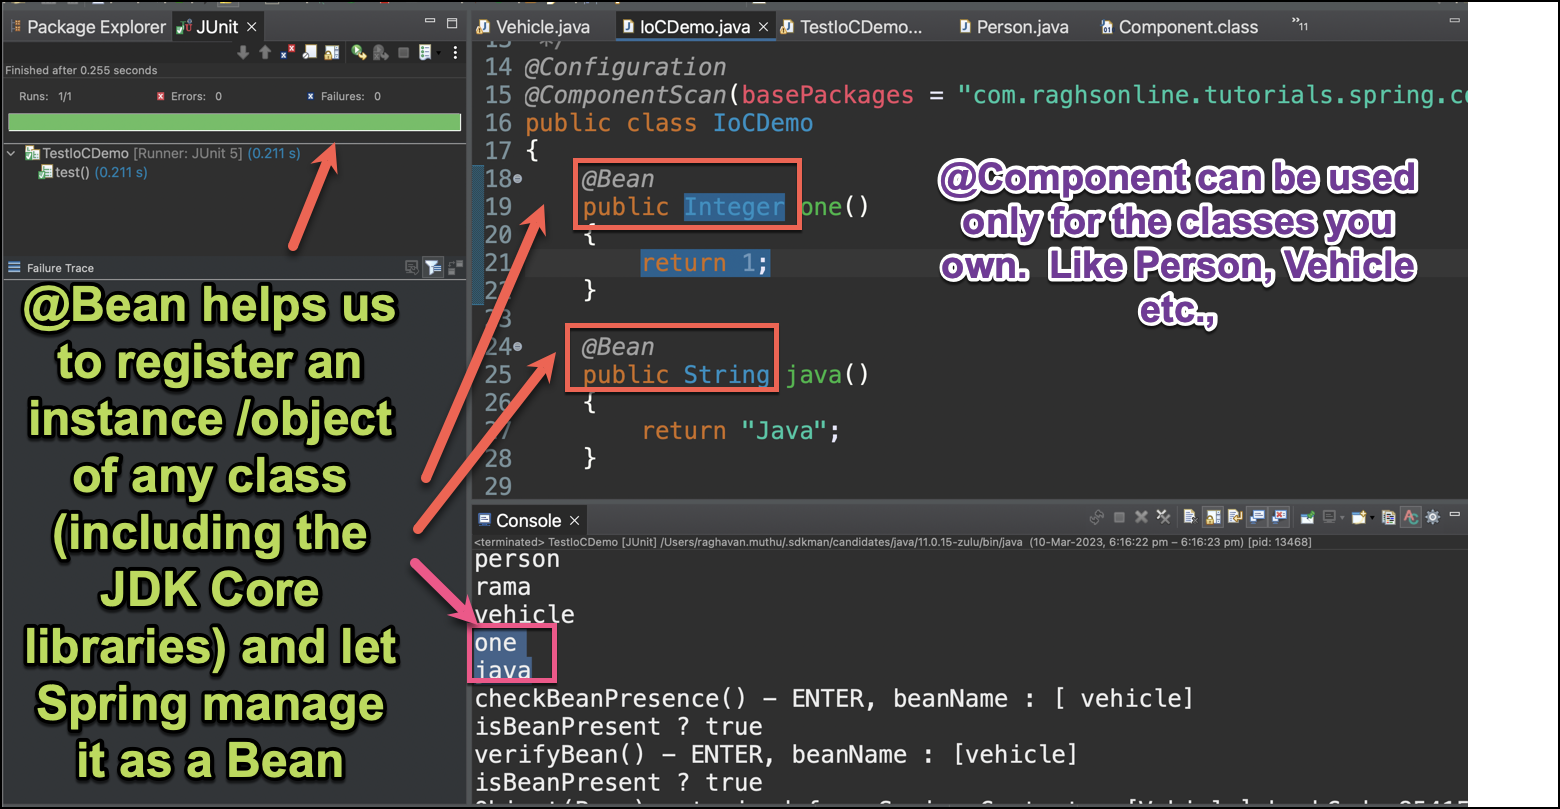 Package Explorer JUnit
Finished after 0.255 seconds
Runs: 1/1 Errors: 0 Failures: 0
TestIoCDemo [Runner: JUnit 5] (0.211 s)
test() (0.211 s)
Failure Trace
@Bean helps us
to register an
instance /object
of any class
(including the
JDK Core
libraries) and let
Spring manage
it as a Bean
Vehicle.java IoCDemo.java TestIoCDemo... Person.java Component.class 11
13 */
14 @Configuration
15 @ComponentScan(basePackages = "com.raghsonline.tutorials.spring.co
16 public class IoCDemo
17 {
18 @Bean
19 public Integer one()
20 {
21 return 1;
22 }
23
24 @Bean
25 public String java()
26 {
27 return "Java";
28 }
29
@Component can be used
only for the classes you
own. Like Person, Vehicle
etc.,
Console
<terminated> TestIoCDemo [JUnit] /Users/raghavan.muthu/.sdkman/candidates/java/11.0.15-zulu/bin/java (10-Mar-2023, 6:16:22 pm – 6:16:23 pm) [pid: 13468]
person
rama
vehicle
one
java
checkBeanPresence() - ENTER, beanName : [ vehicle]
isBeanPresent ? true
verifyBean() - ENTER, beanName : [vehicle]
isBeanPresent ? true